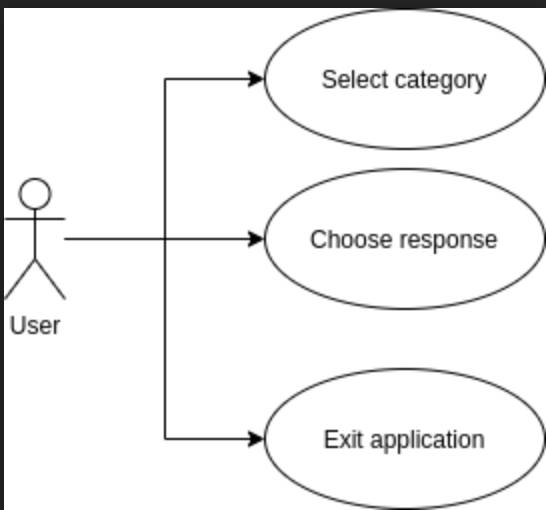 Select category
Choose response
User
Exit application